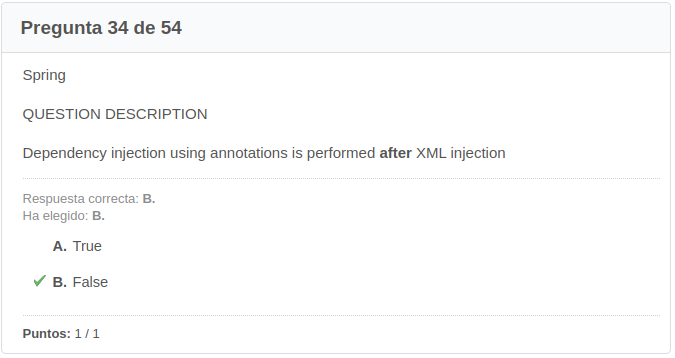 Pregunta 34 de 54
Spring
QUESTION DESCRIPTION
Dependency injection using annotations is performed after XML injection
Respuesta correcta: B.
Ha elegido: B.
A. True
B. False
Puntos: 1 / 1